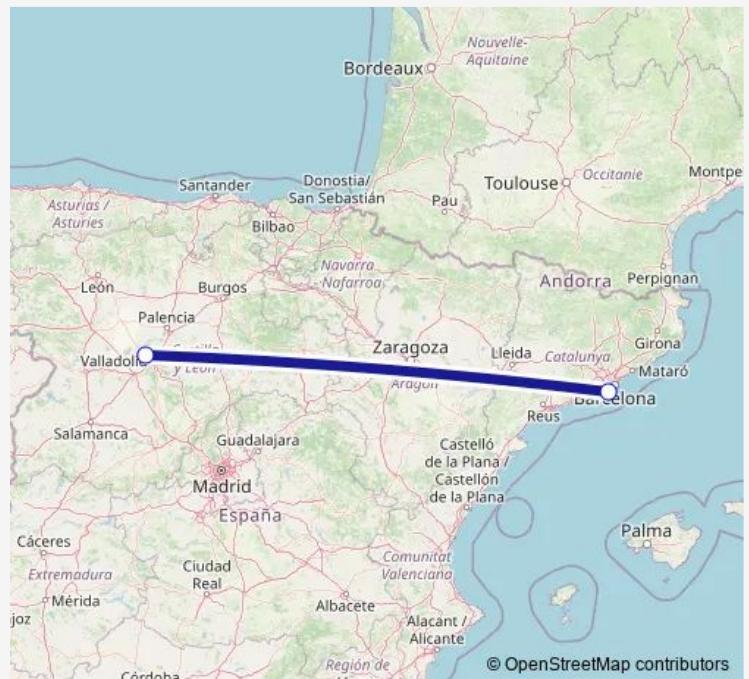 Bordeaux
Nouvelle-
Aquitaine
Santander
Donostia/
San Sebastián
Toulouse
Occitanie
Montpe
Asturias /
Asturies
Bilbao
Pau
León
Burgos
Navarra
- Nafarroa
Andorra
Perpignan
Palencia
Valladolid
y León
Zaragoza
Aragón
Lleida
Catalunya
Girona
Mataró
Barcelona
Reus
Salamanca
Guadalajara
Castelló
de la Plana /
Castellón
de la Plana
Madrid
España
Palma
Cáceres
Extremadura
Mérida
joz
Ciudad
Real
Comunitat
Valenciana
Albacete
Alacant /
Alicante
Córdoba
Región de
© OpenStreetMap contributors